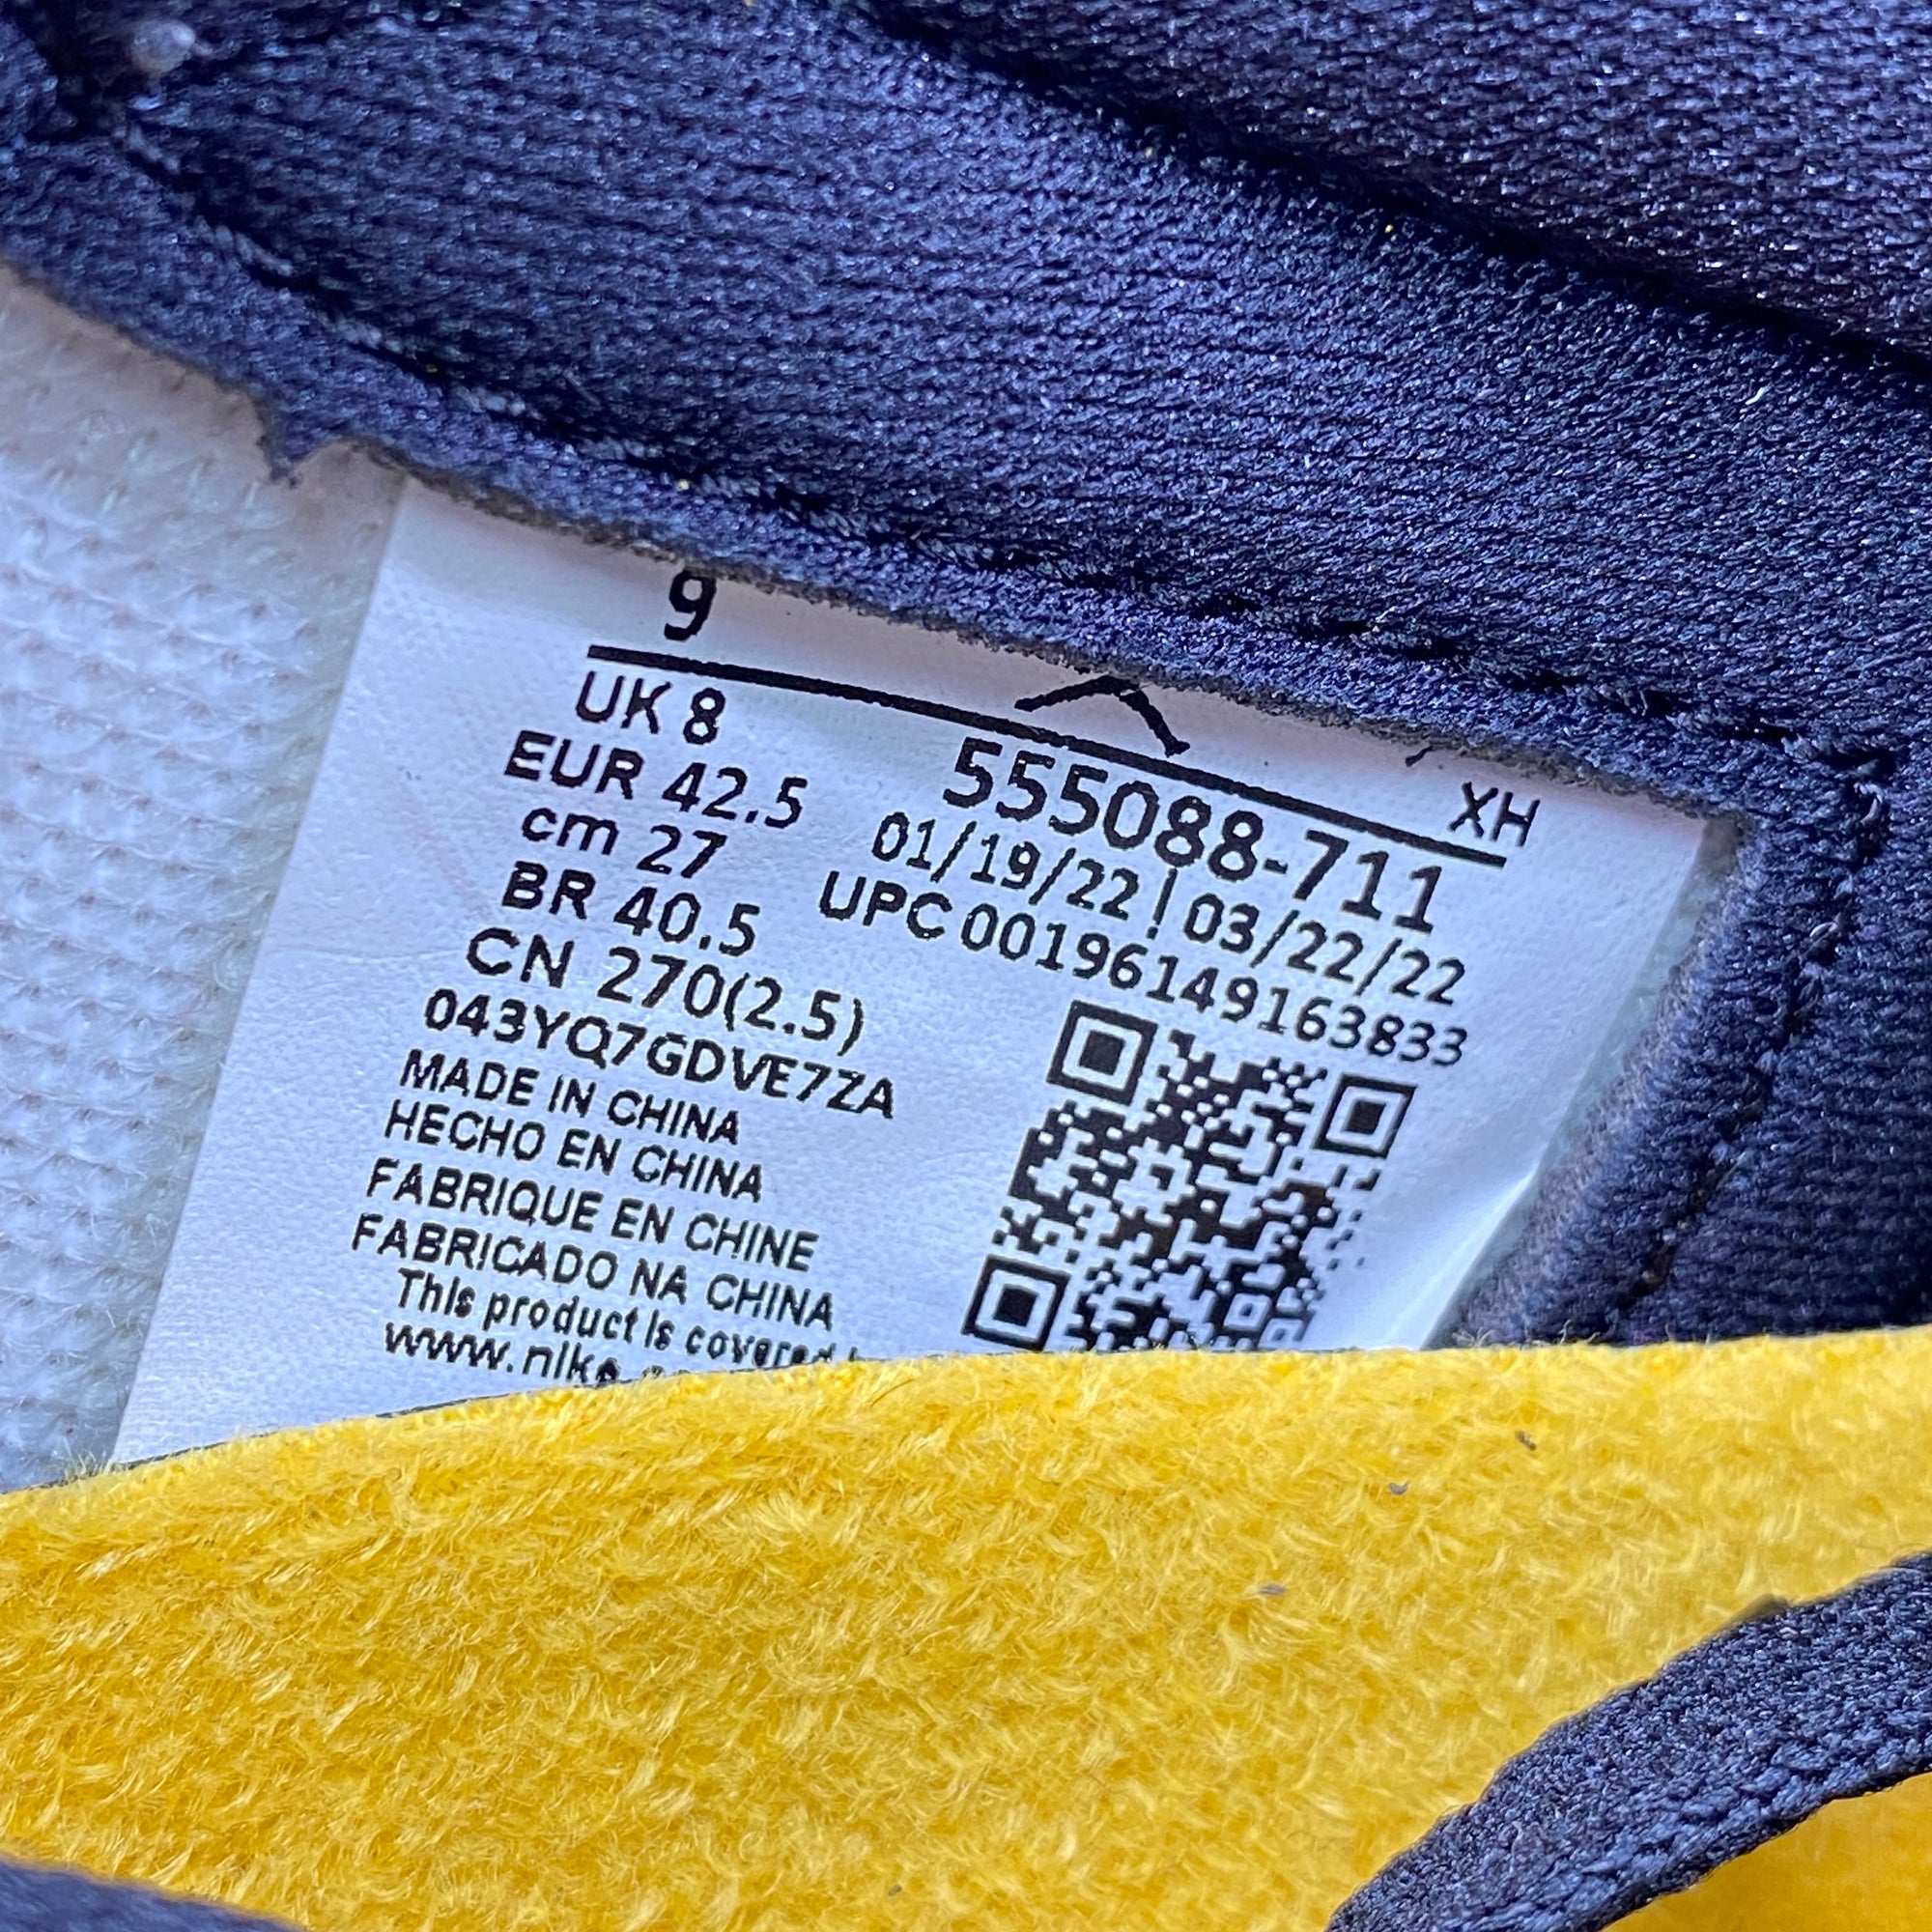 9
XH
UK 8
EUR 42.5
cm 27
BR 40.5
CN 270(2.5)
043YQ7GDVE7ZA
MADE IN CHINA
HECHO EN CHINA
FABRIQUE EN CHINE
FABRICADO NA CHINA
This product is covered
www.nike
555088-711
01/19/22 | 03/22/22
UPC 00196149163833